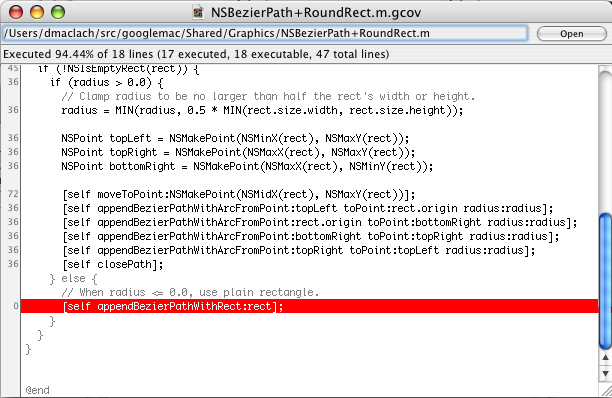 NSBezierPath+RoundRect.m.gcov
/Users/dmaclach/src/googlemac/Shared/Graphics/NSBezierPath+RoundRect.m Open
Executed 94.44% of 18 lines (17 executed, 18 executable, 47 total lines)
45 if (!NSIsEmptyRect(rect)) {
36 if (radius > 0.0) {
// Clamp radius to be no larger than half the rect's width or height.
36 radius = MIN(radius, 0.5 * MIN(rect.size.width, rect.size.height));
36 NSPoint topLeft = NSMakePoint(NSMinX(rect), NSMaxY(rect));
36 NSPoint topRight = NSMakePoint(NSMaxX(rect), NSMaxY(rect));
36 NSPoint bottomRight = NSMakePoint(NSMaxX(rect), NSMinY(rect));
72 [self moveToPoint:NSMakePoint(NSMidX(rect), NSMaxY(rect))];
36 [self appendBezierPathWithArcFromPoint:topLeft toPoint:rect.origin radius:radius];
36 [self appendBezierPathWithArcFromPoint:rect.origin toPoint:bottomRight radius:radius];
36 [self appendBezierPathWithArcFromPoint:bottomRight toPoint:topRight radius:radius];
36 [self appendBezierPathWithArcFromPoint:topRight toPoint:topLeft radius:radius];
36 [self closePath];
} else {
// When radius <= 0.0, use plain rectangle.
0 [self appendBezierPathWithRect:rect];
}
}
}
@end